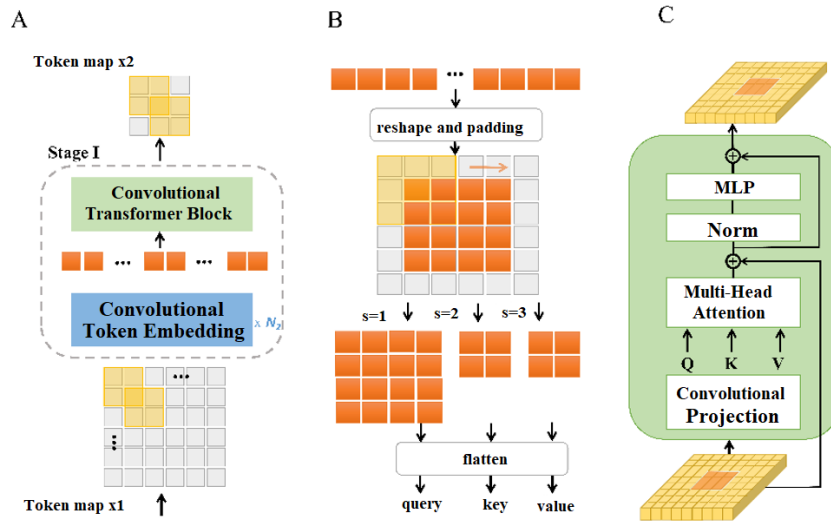 A
Token map x2
Stage I
Convolutional
Transformer Block
...
...
...
Convolutional
Token Embedding
x N₂
...
...
Token map x1
B
...
reshape and padding
s=1
s=2
s=3
flatten
query
key
value
C
MLP
Norm
Multi-Head
Attention
Q
K
V
Convolutional
Projection